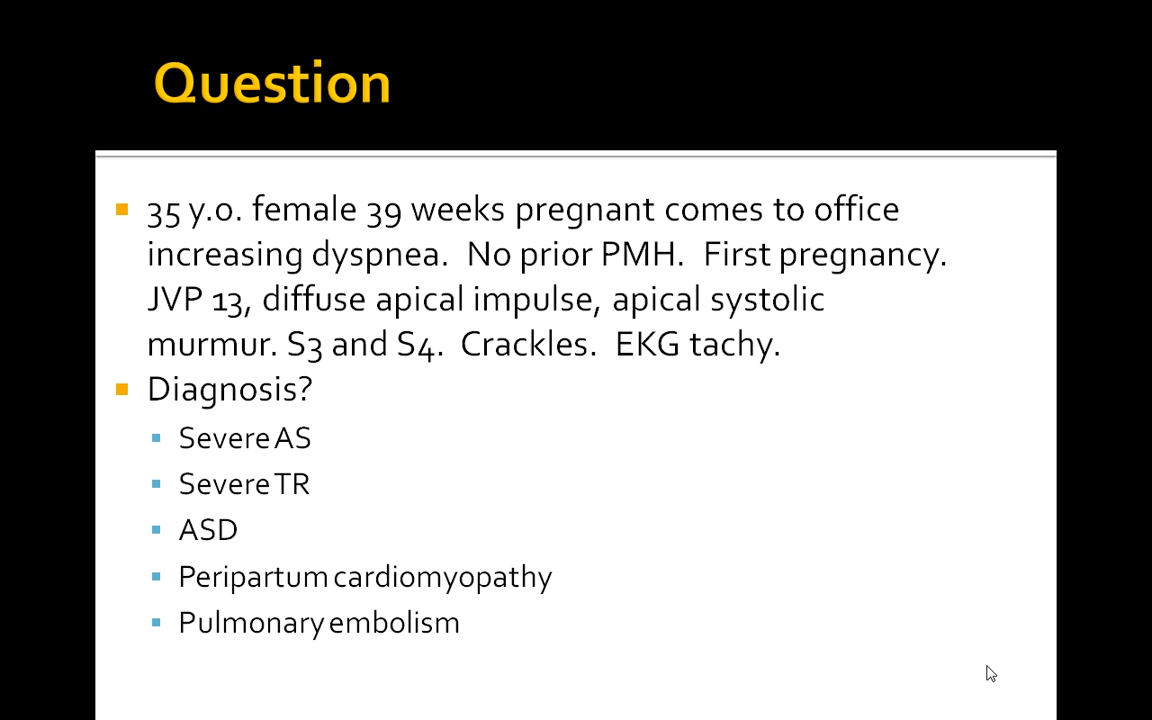 Question
35 y.o. female 39 weeks pregnant comes to office
increasing dyspnea. No prior PMH. First pregnancy.
JVP 13, diffuse apical impulse, apical systolic
murmur. S3 and S4. Crackles. EKG tachy.
Diagnosis?
Severe AS
Severe TR
ASD
Peripartum cardiomyopathy
Pulmonary embolism